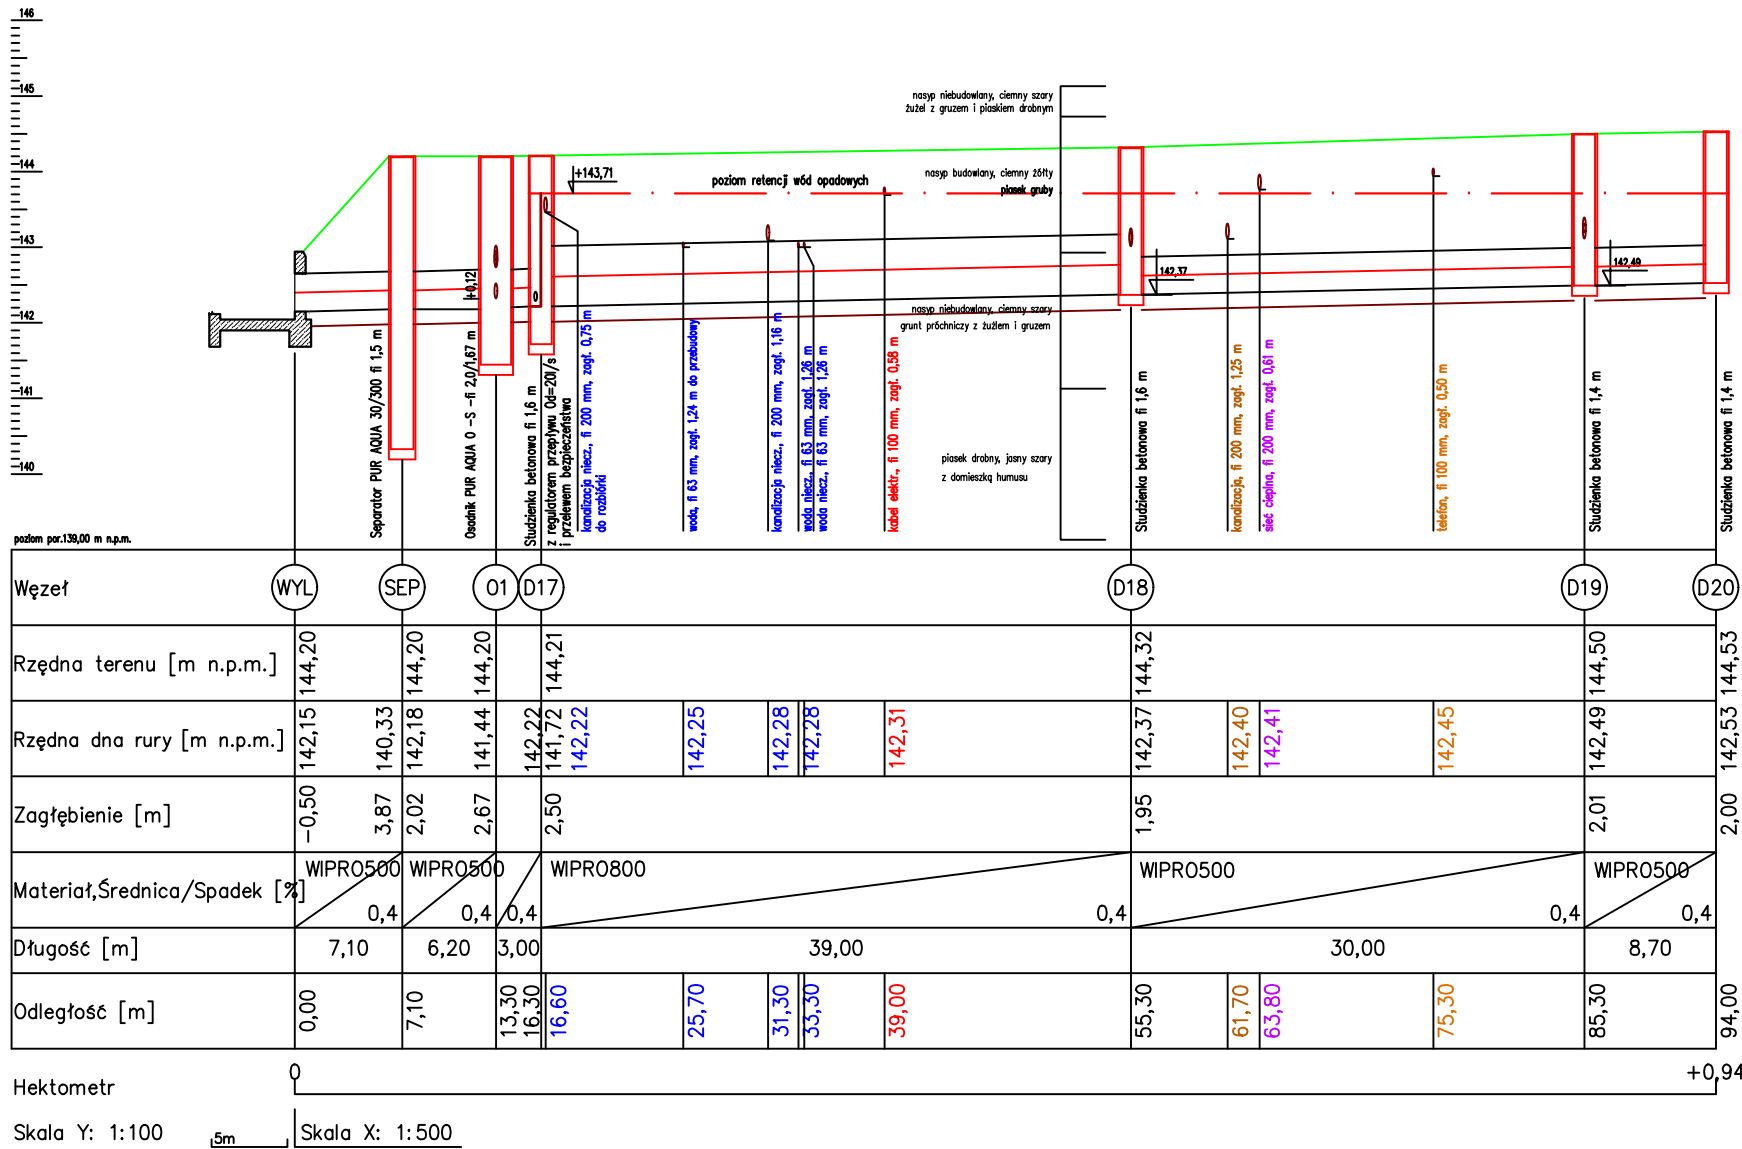 146
145
144
143
142
141
140
poziom por.139,00 m n.p.m.
nasyp niebudowlany, ciemny szary
żużel z gruzem i piaskiem drobnym
nasyp budowlany, ciemny żółty
piasek gruby
nasyp niebudowlany, ciemny szary
grunt próchniczy z żużlem i gruzem
piasek drobny, jasny szary
z domieszką humusu
+143,71
poziom retencji wód opadowych
+0,12
142,37
142,49
Separator PUR AQUA 30/300 fi 1,5 m
Osadnik PUR AQUA O -S -fi 2,0/1,67 m
Studzienka betonowa fi 1,6 m
z regulatorem przepływu Qd=20l/s
i przelewem bezpieczeństwa
kanalizacja niecz., fi 200 mm, zagł. 0,75 m
do rozbiórki
woda, fi 63 mm, zagł. 1,24 m do przebudowy
kanalizacja niecz., fi 200 mm, zagł. 1,16 m
woda niecz., fi 63 mm, zagł. 1,26 m
woda niecz., fi 63 mm, zagł. 1,26 m
kabel elektr., fi 100 mm, zagł. 0,58 m
Studzienka betonowa fi 1,6 m
kanalizacja, fi 200 mm, zagł. 1,25 m
sieć cieplna, fi 200 mm, zagł. 0,61 m
telefon, fi 100 mm, zagł. 0,50 m
Studzienka betonowa fi 1,4 m
Studzienka betonowa fi 1,4 m
Węzeł WYL SEP O1 D17 D18 D19 D20
Rzędna terenu [m n.p.m.] 144,20 144,20 144,20 144,21 144,32 144,50 144,53
Rzędna dna rury [m n.p.m.] 142,15 140,33 142,18 141,44 142,22 141,72 142,22 142,25 142,28 142,28 142,31 142,37 142,40 142,41 142,45 142,49 142,53
Zagłębienie [m] -0,50 3,87 2,02 2,67 2,50 1,95 2,01 2,00
Materiał,Średnica/Spadek [%] WIPRO500 0,4 WIPRO500 0,4 0,4 WIPRO800 0,4 WIPRO500 0,4 WIPRO500 0,4
Długość [m] 7,10 6,20 3,00 39,00 30,00 8,70
Odległość [m] 0,00 7,10 13,30 16,30 16,60 25,70 31,30 33,30 39,00 55,30 61,70 63,80 75,30 85,30 94,00
Hektometr 0 +0,94
Skala Y: 1:100 5m Skala X: 1:500